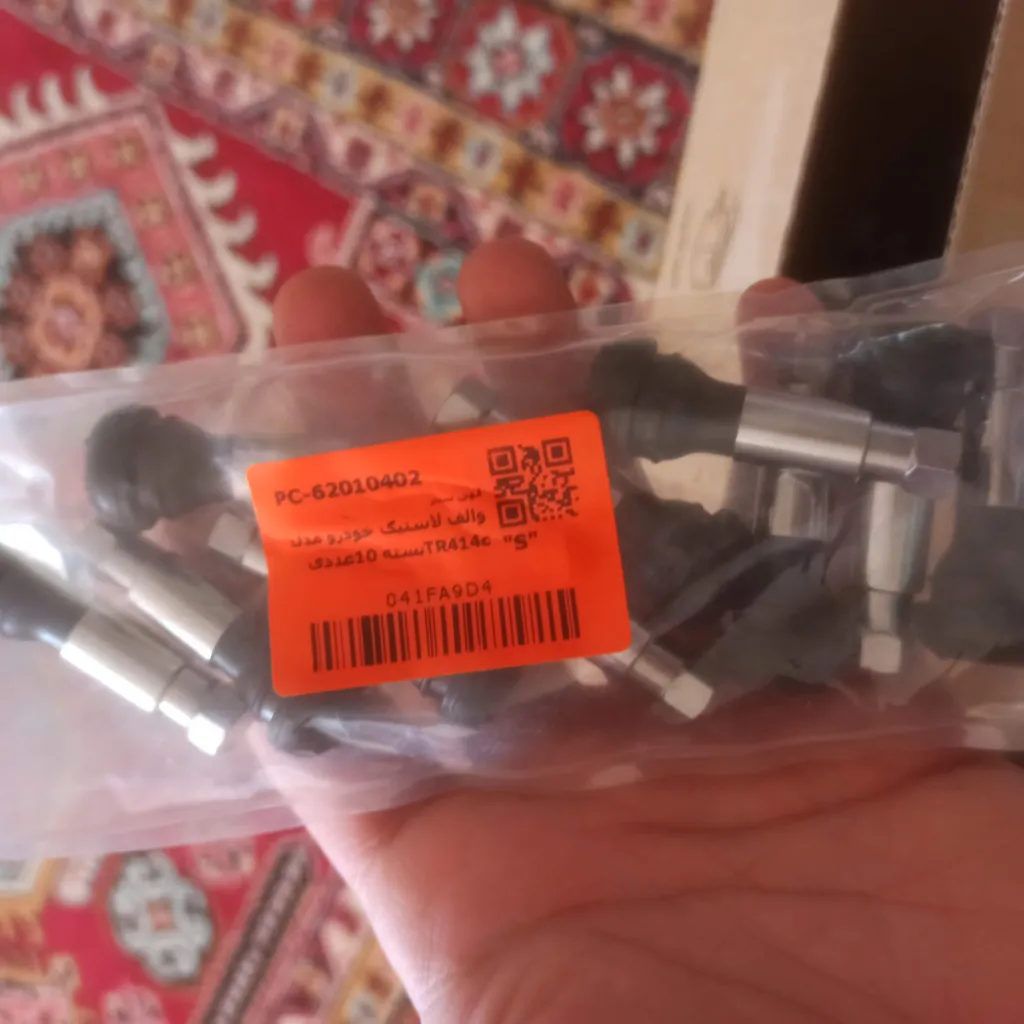 PC-62010402
والف لاستیک خودرو مدل
TR414c "S" بسته 10عددی
041FA9D4